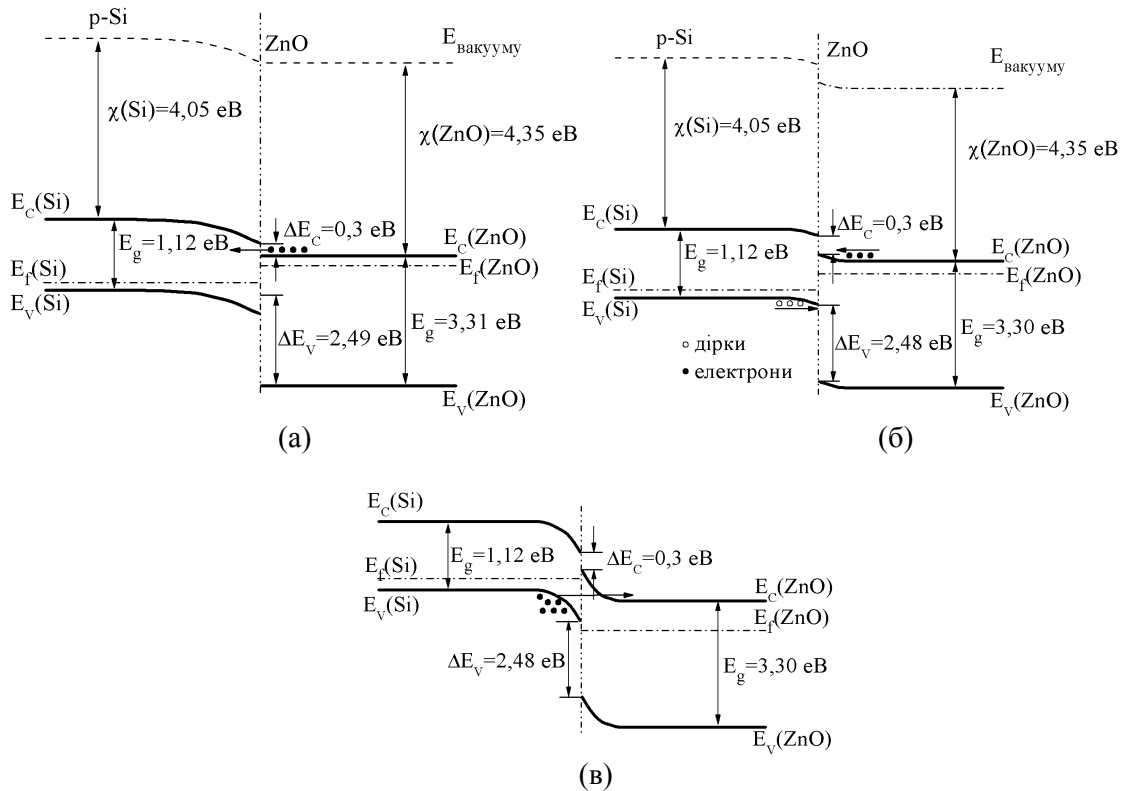 p-Si
ZnO
Eвакууму
χ(Si)=4,05 еВ
χ(ZnO)=4,35 еВ
EC(Si)
ΔEC=0,3 еВ
EC(ZnO)
Eg=1,12 еВ
Ef(ZnO)
Ef(Si)
EV(Si)
ΔEV=2,49 еВ
Eg=3,31 еВ
EV(ZnO)
(а)
p-Si
ZnO
Eвакууму
χ(Si)=4,05 еВ
χ(ZnO)=4,35 еВ
EC(Si)
ΔEC=0,3 еВ
EC(ZnO)
Eg=1,12 еВ
Ef(ZnO)
Ef(Si)
EV(Si)
Eg=3,30 еВ
ΔEV=2,48 еВ
дірки
електрони
EV(ZnO)
(б)
EC(Si)
Eg=1,12 еВ
ΔEC=0,3 еВ
Ef(Si)
EC(ZnO)
EV(Si)
Ef(ZnO)
ΔEV=2,48 еВ
Eg=3,30 еВ
EV(ZnO)
(в)